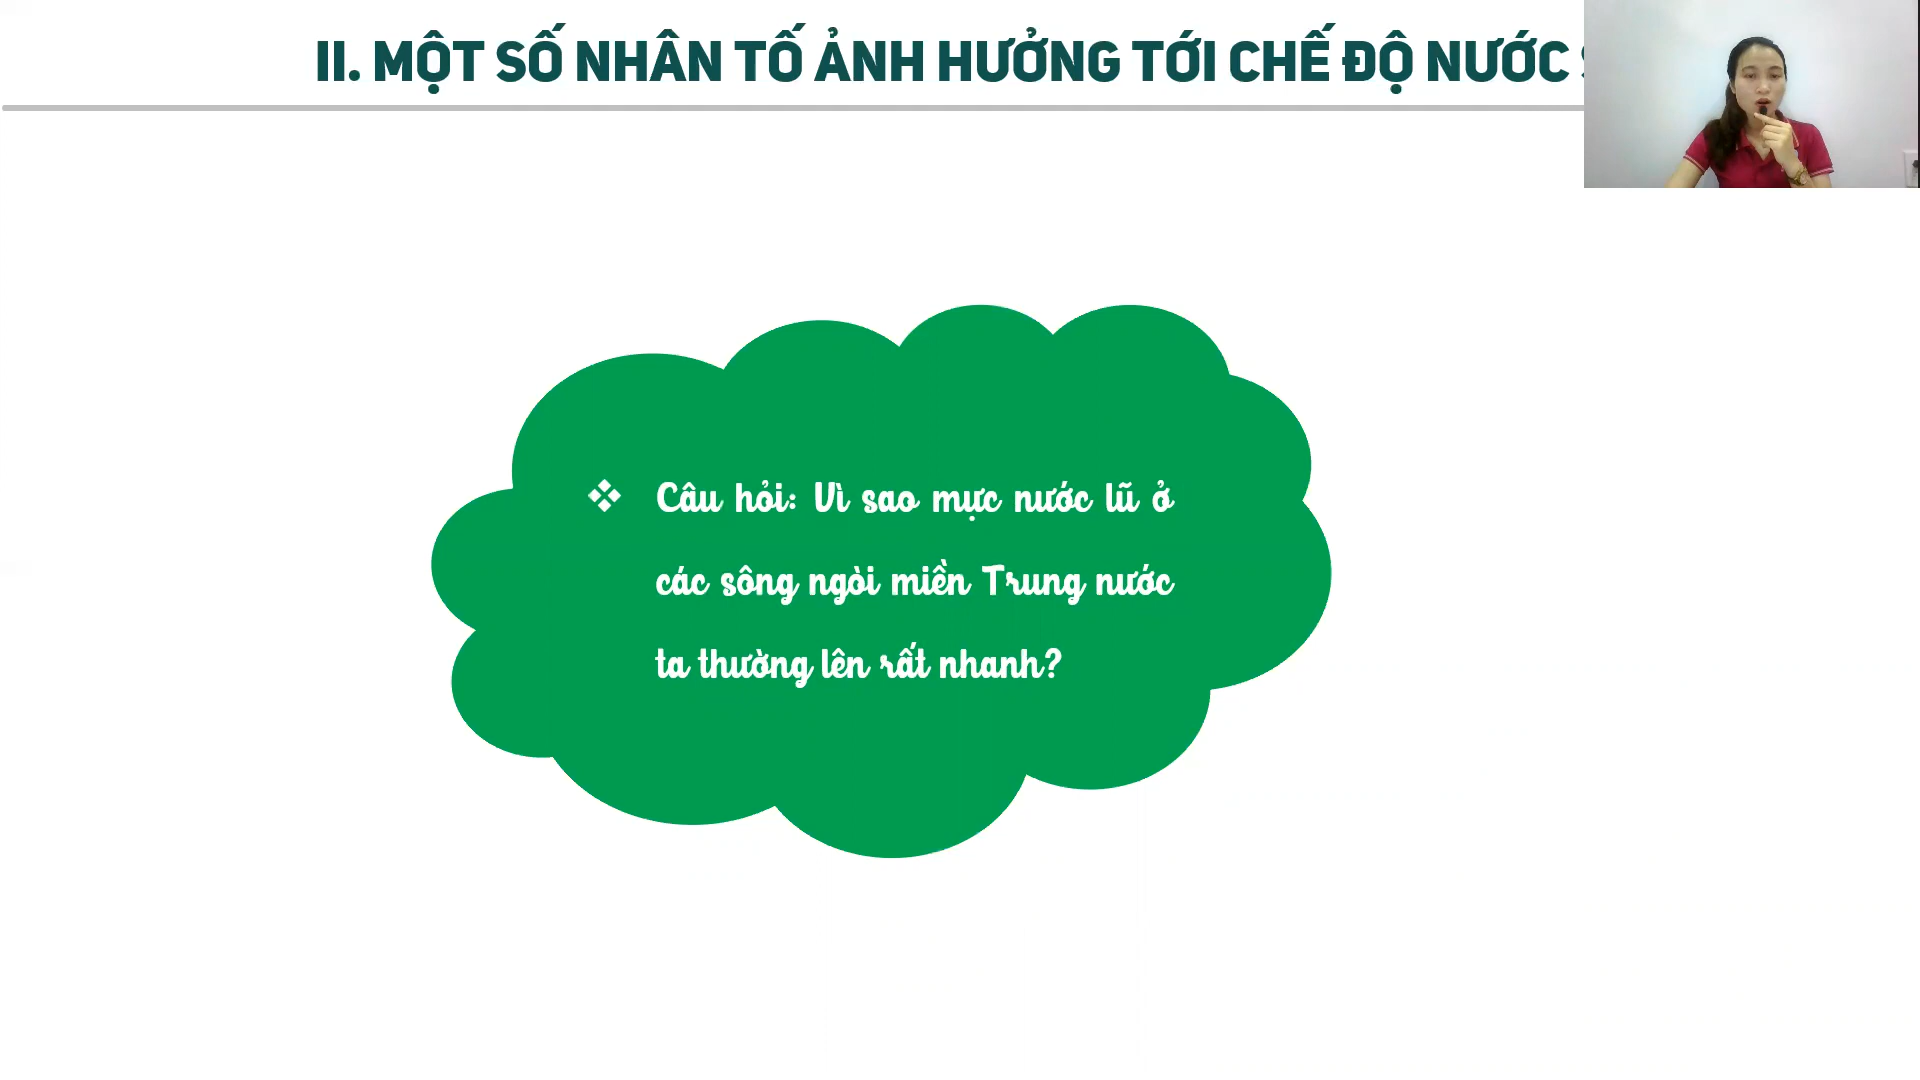 II. MỘT SỐ NHÂN TỐ ẢNH HƯỞNG TỚI CHẾ ĐỘ NƯỚC
❖ Câu hỏi: Vì sao mực nước lũ ở
các sông ngòi miền Trung nước
ta thường lên rất nhanh?